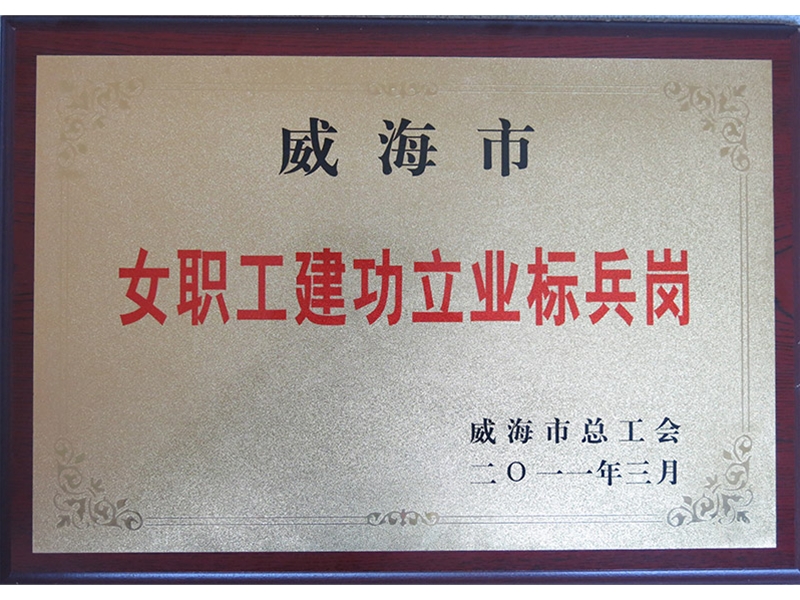 威海市
女职工建功立业标兵岗
威海市总工会
二〇一一年三月